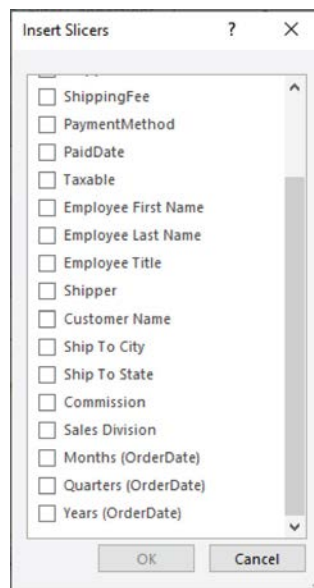 Insert Slicers ?
ShippingFee
PaymentMethod
PaidDate
Taxable
Employee First Name
Employee Last Name
Employee Title
Shipper
Customer Name
Ship To City
Ship To State
Commission
Sales Division
Months (OrderDate)
Quarters (OrderDate)
Years (OrderDate)
OK Cancel